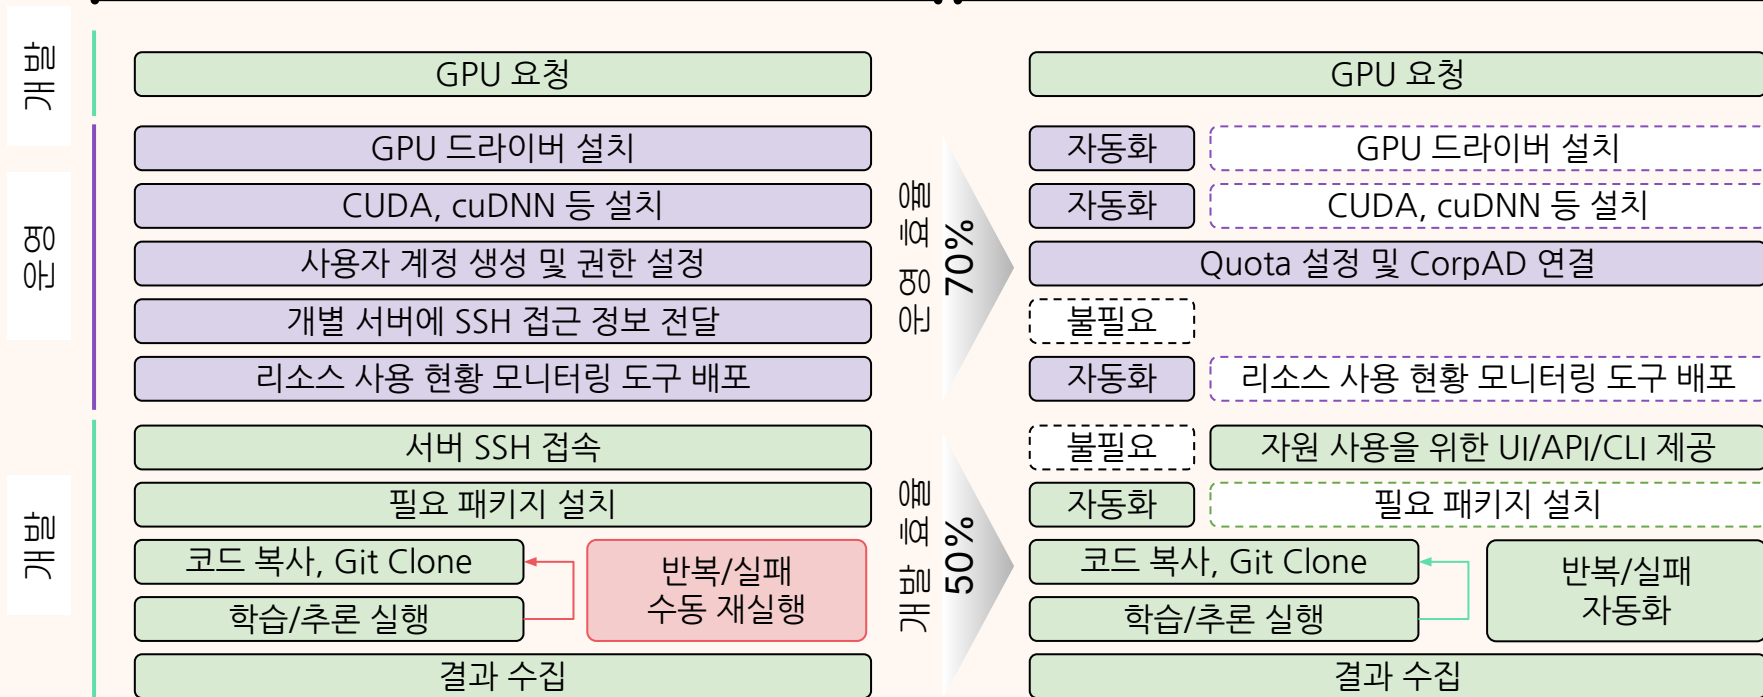 개발
GPU 요청
GPU 요청
운영
GPU 드라이버 설치
CUDA, cuDNN 등 설치
사용자 계정 생성 및 권한 설정
개별 서버에 SSH 접근 정보 전달
리소스 사용 현황 모니터링 도구 배포
운영 효율
70%
자동화
GPU 드라이버 설치
자동화
CUDA, cuDNN 등 설치
Quota 설정 및 CorpAD 연결
불필요
자동화
리소스 사용 현황 모니터링 도구 배포
개발
서버 SSH 접속
필요 패키지 설치
코드 복사, Git Clone
학습/추론 실행
반복/실패
수동 재실행
결과 수집
개발 효율
50%
불필요
자원 사용을 위한 UI/API/CLI 제공
자동화
필요 패키지 설치
코드 복사, Git Clone
학습/추론 실행
반복/실패
자동화
결과 수집